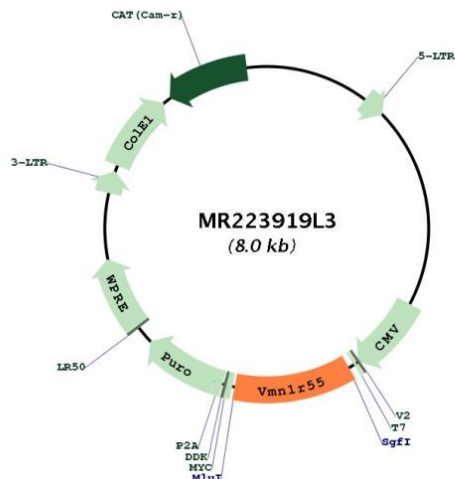 CAT(Cam-r)
5-LTR
ColE1
3-LTR
MR223919L3
(8.0 kb)
WPRE
CMV
LR50
Puro
Vmn1r55
V2
T7
SgfI
P2A
DDK
MYC
MluI